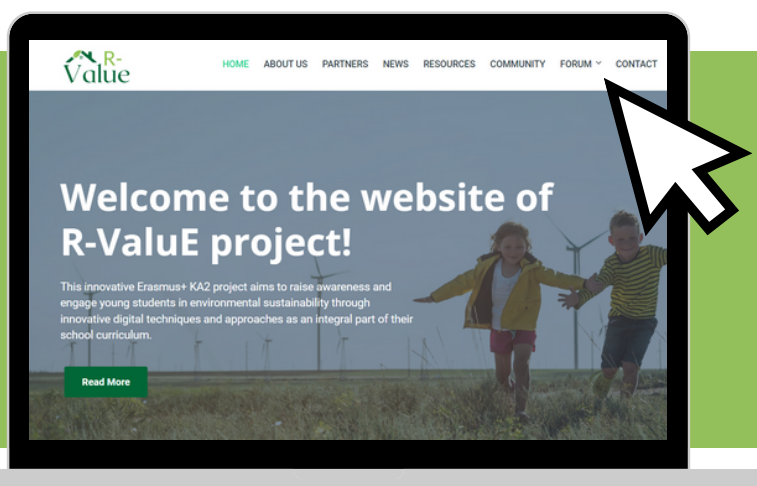 R-
Value
HOME ABOUT US PARTNERS NEWS RESOURCES COMMUNITY FORUM CONTACT
Welcome to the website of
R-ValuE project!
This innovative Erasmus+ KA2 project aims to raise awareness and
engage young students in environmental sustainability through
innovative digital techniques and approaches as an integral part of their
school curriculum.
Read More